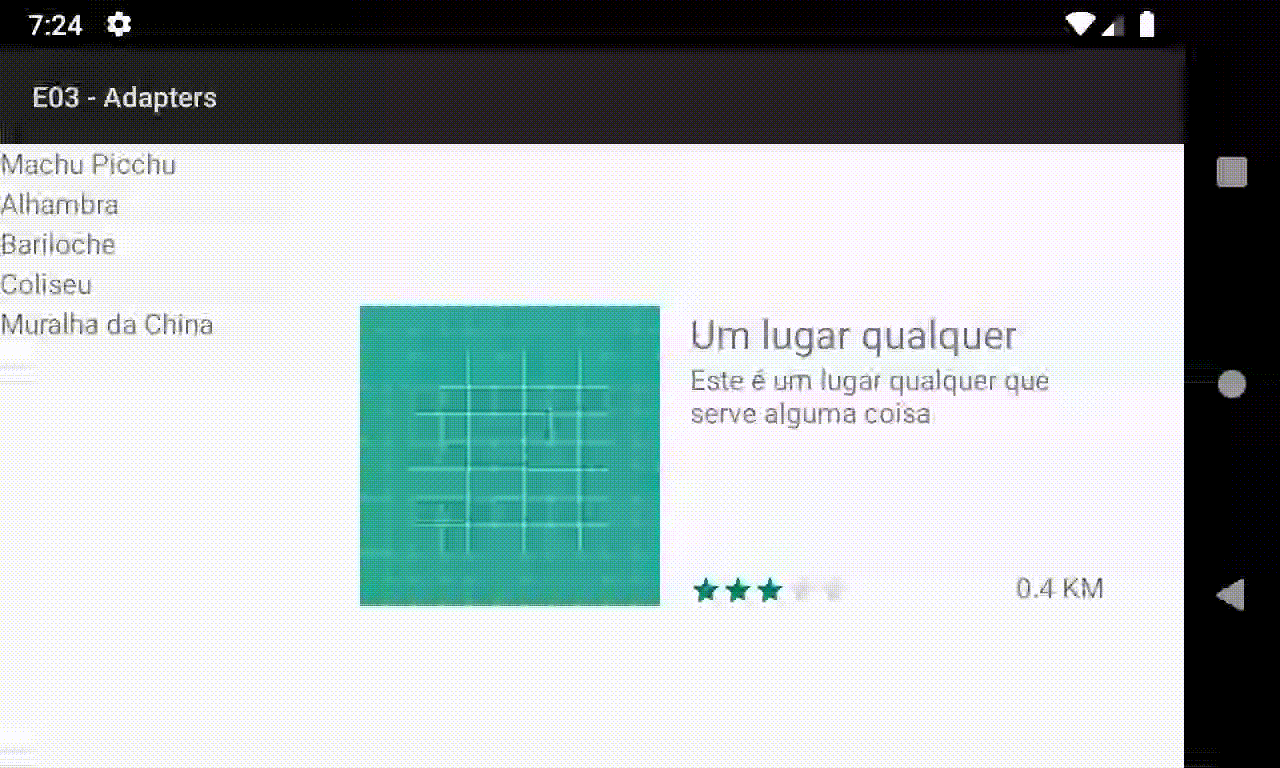 7:24
E03 - Adapters
Machu Picchu
Alhambra
Bariloche
Coliseu
Muralha da China
Um lugar qualquer
Este é um lugar qualquer que
serve alguma coisa
0.4 KM